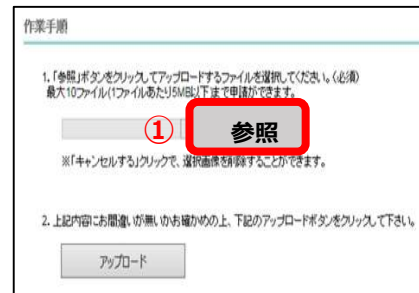 作業手順
1.「参照」ボタンをクリックしてアップロードするファイルを選択してください。(必須)
最大10ファイル(1ファイルあたり5MB以下まで申請ができます。
① 参照
※「キャンセルする」クリックで、選択画像を削除することができます。
2. 上記内容にお間違いが無いかお確かめの上、下記のアップロードボタンをクリックして下さい。
アップロード